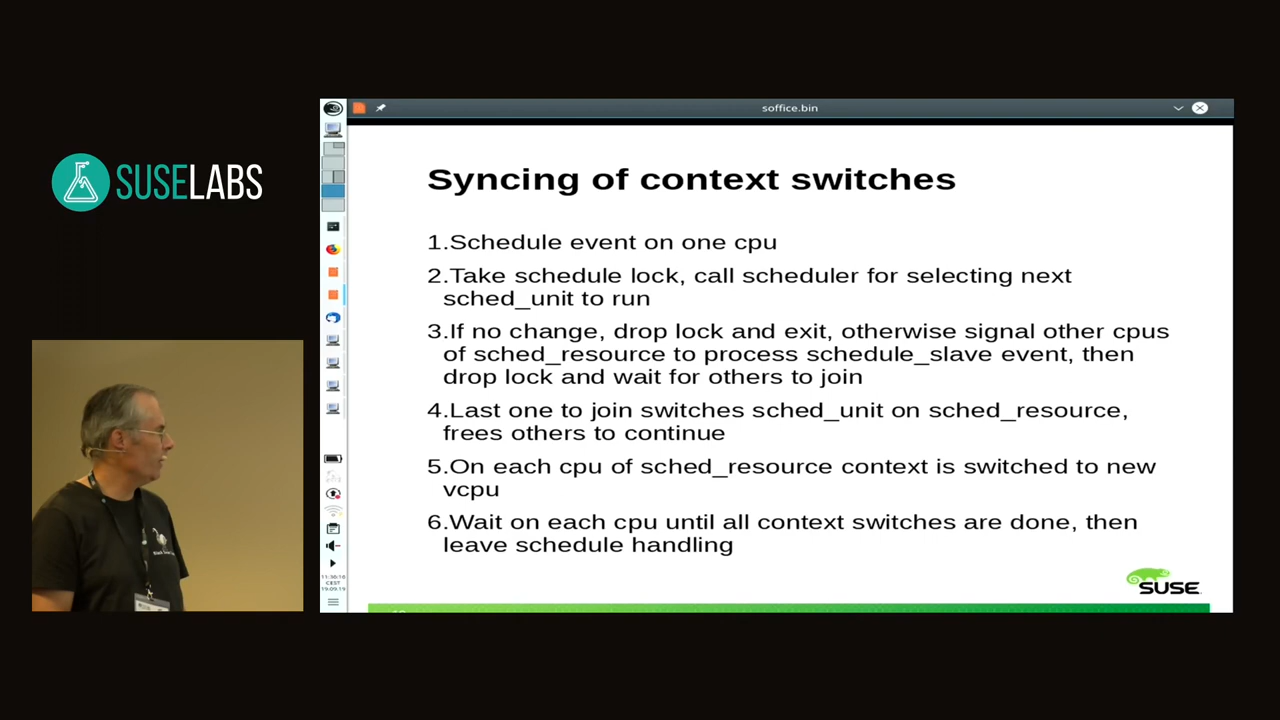 soffice.bin
SUSELABS
Syncing of context switches
1.Schedule event on one cpu
2.Take schedule lock, call scheduler for selecting next
sched_unit to run
3.If no change, drop lock and exit, otherwise signal other cpus
of sched_resource to process schedule_slave event, then
drop lock and wait for others to join
4.Last one to join switches sched_unit on sched_resource,
frees others to continue
5.On each cpu of sched_resource context is switched to new
vcpu
6.Wait on each cpu until all context switches are done, then
leave schedule handling
CEST
19.09.19
SUSE